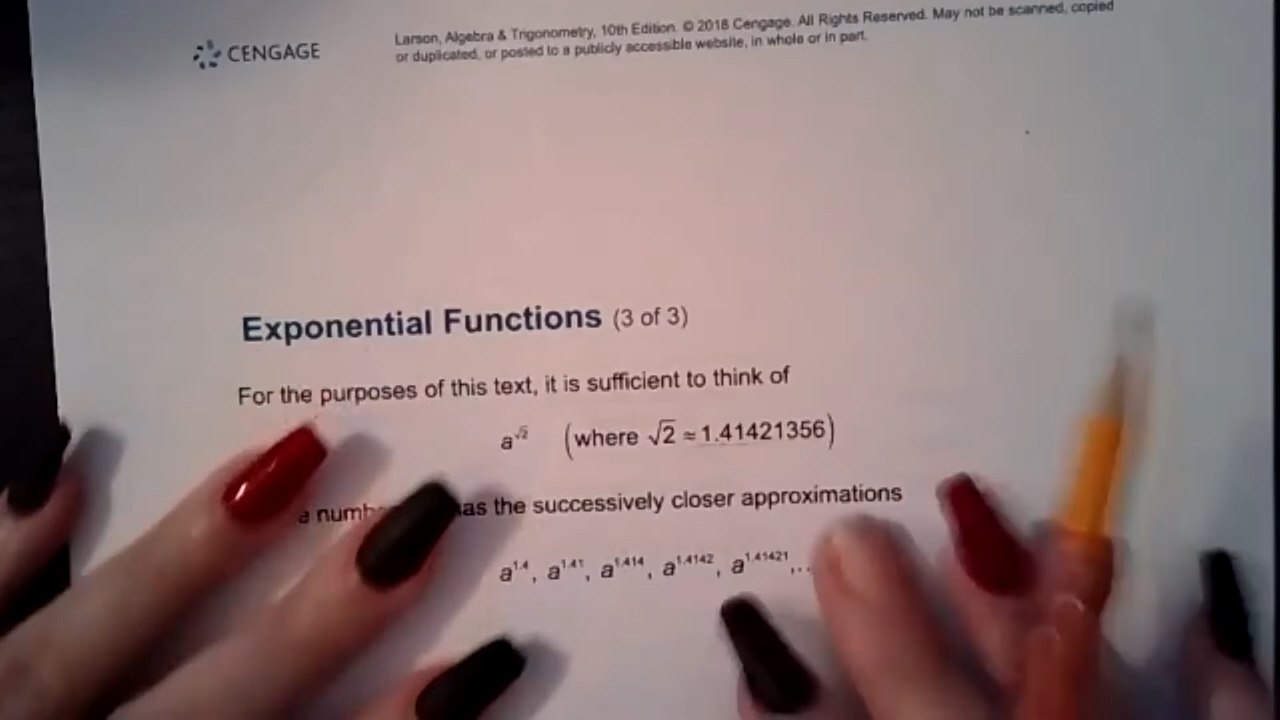 CENGAGE
Larson, Algebra & Trigonometry, 10th Edition. © 2018 Cengage. All Rights Reserved. May not be scanned, copied
or duplicated, or posted to a publicly accessible website, in whole or in part.
Exponential Functions (3 of 3)
For the purposes of this text, it is sufficient to think of
a^√2 (where √2 ≈ 1.41421356)
as the successively closer approximations
a^1.4, a^1.41, a^1.414, a^1.4142, a^1.41421, . .